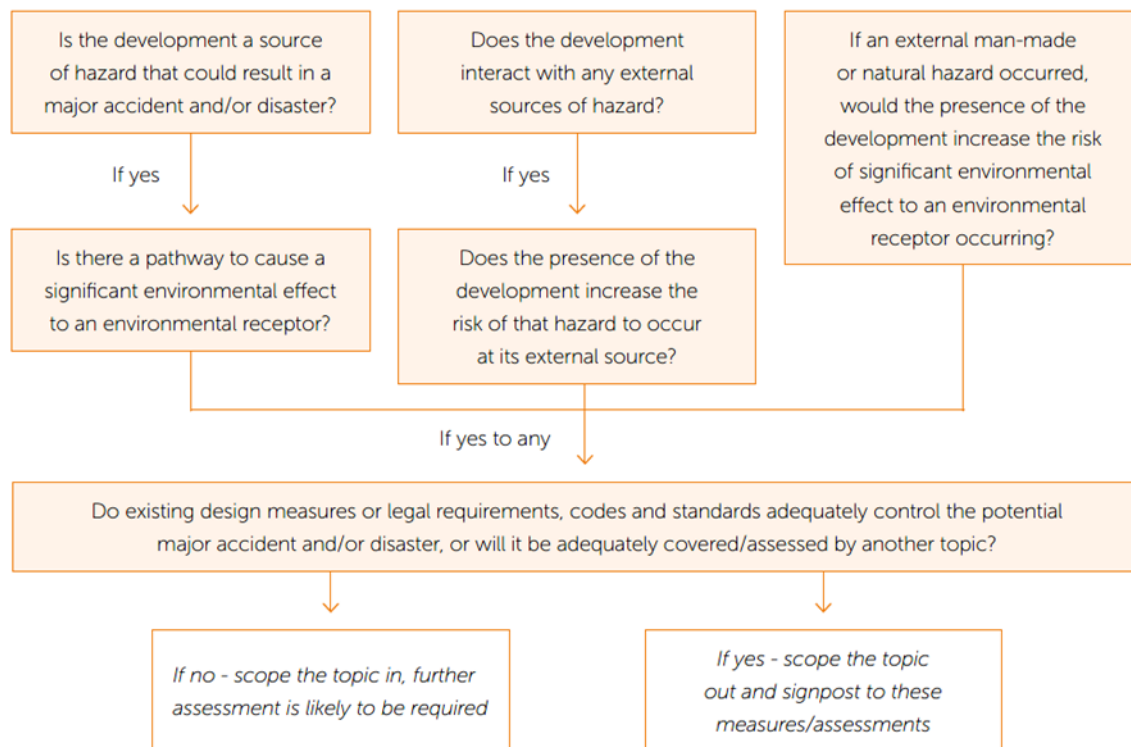 Is the development a source
of hazard that could result in a
major accident and/or disaster?
Does the development
interact with any external
sources of hazard?
If an external man-made
or natural hazard occurred,
would the presence of the
development increase the risk
of significant environmental
effect to an environmental
receptor occurring?
If yes
If yes
Is there a pathway to cause a
significant environmental effect
to an environmental receptor?
Does the presence of the
development increase the
risk of that hazard to occur
at its external source?
If yes to any
Do existing design measures or legal requirements, codes and standards adequately control the potential
major accident and/or disaster, or will it be adequately covered/assessed by another topic?
If no - scope the topic in, further
assessment is likely to be required
If yes - scope the topic
out and signpost to these
measures/assessments